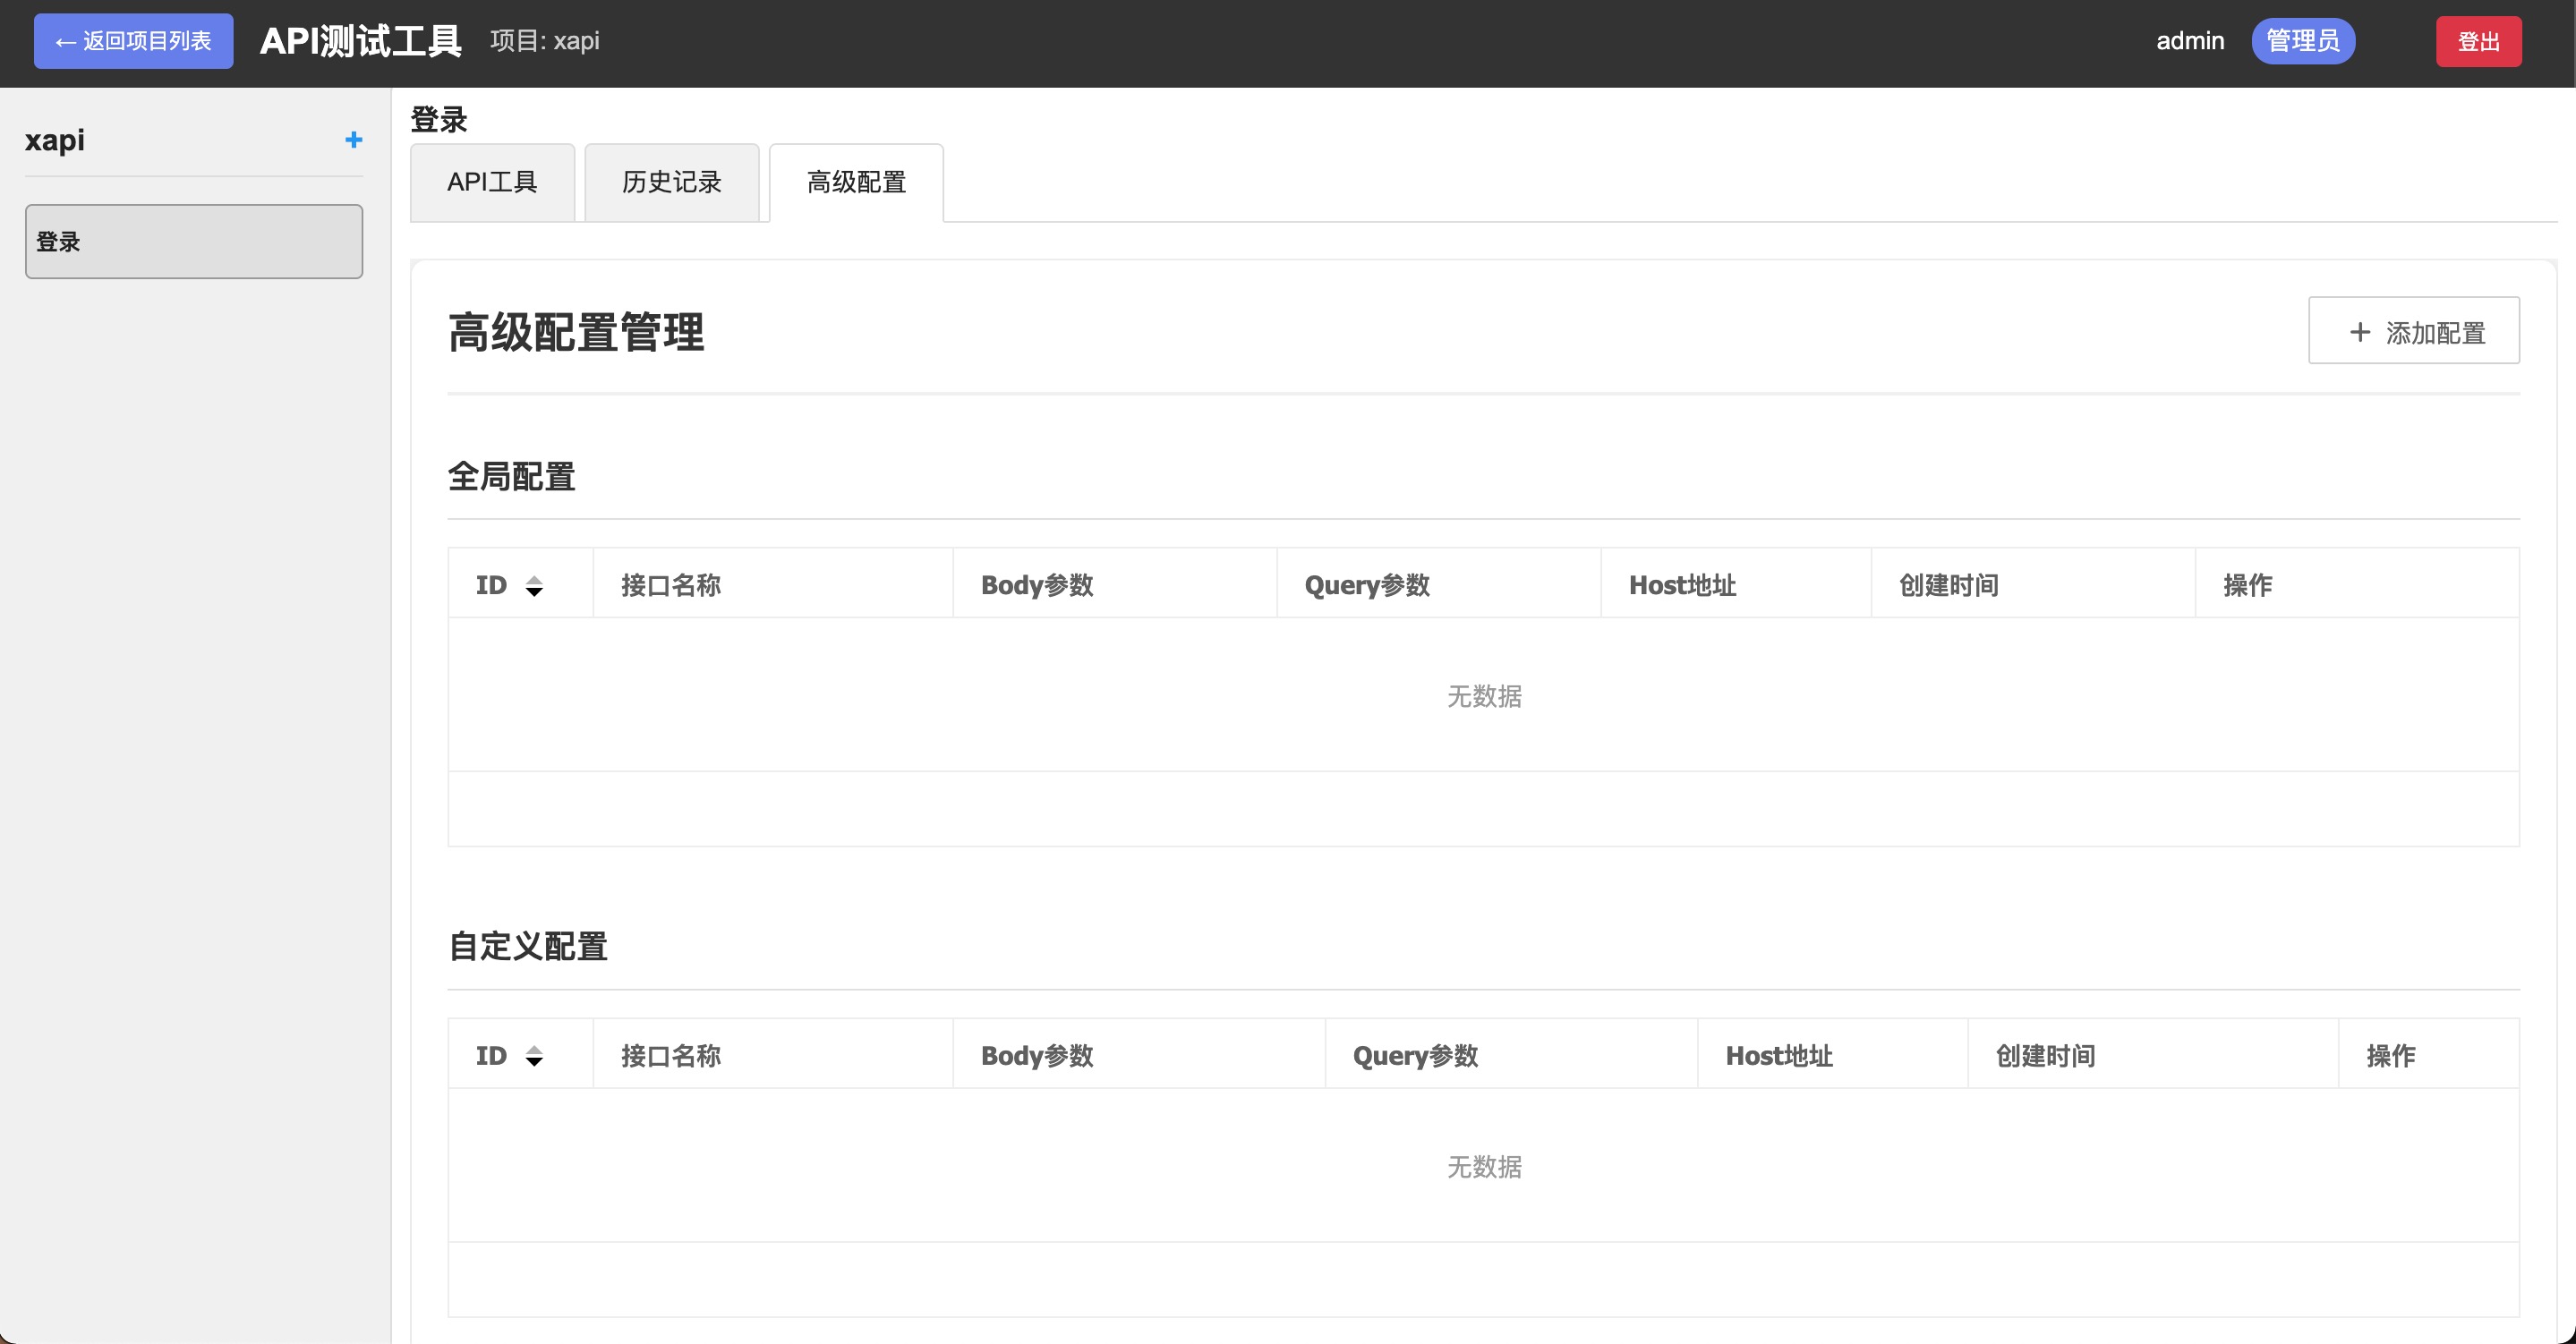 ← 返回项目列表 API测试工具 项目: xapi admin 管理员 登出
xapi +
登录
登录
API工具 历史记录 高级配置
高级配置管理
+ 添加配置
全局配置
ID 接口名称 Body参数 Query参数 Host地址 创建时间 操作
无数据
自定义配置
ID 接口名称 Body参数 Query参数 Host地址 创建时间 操作
无数据